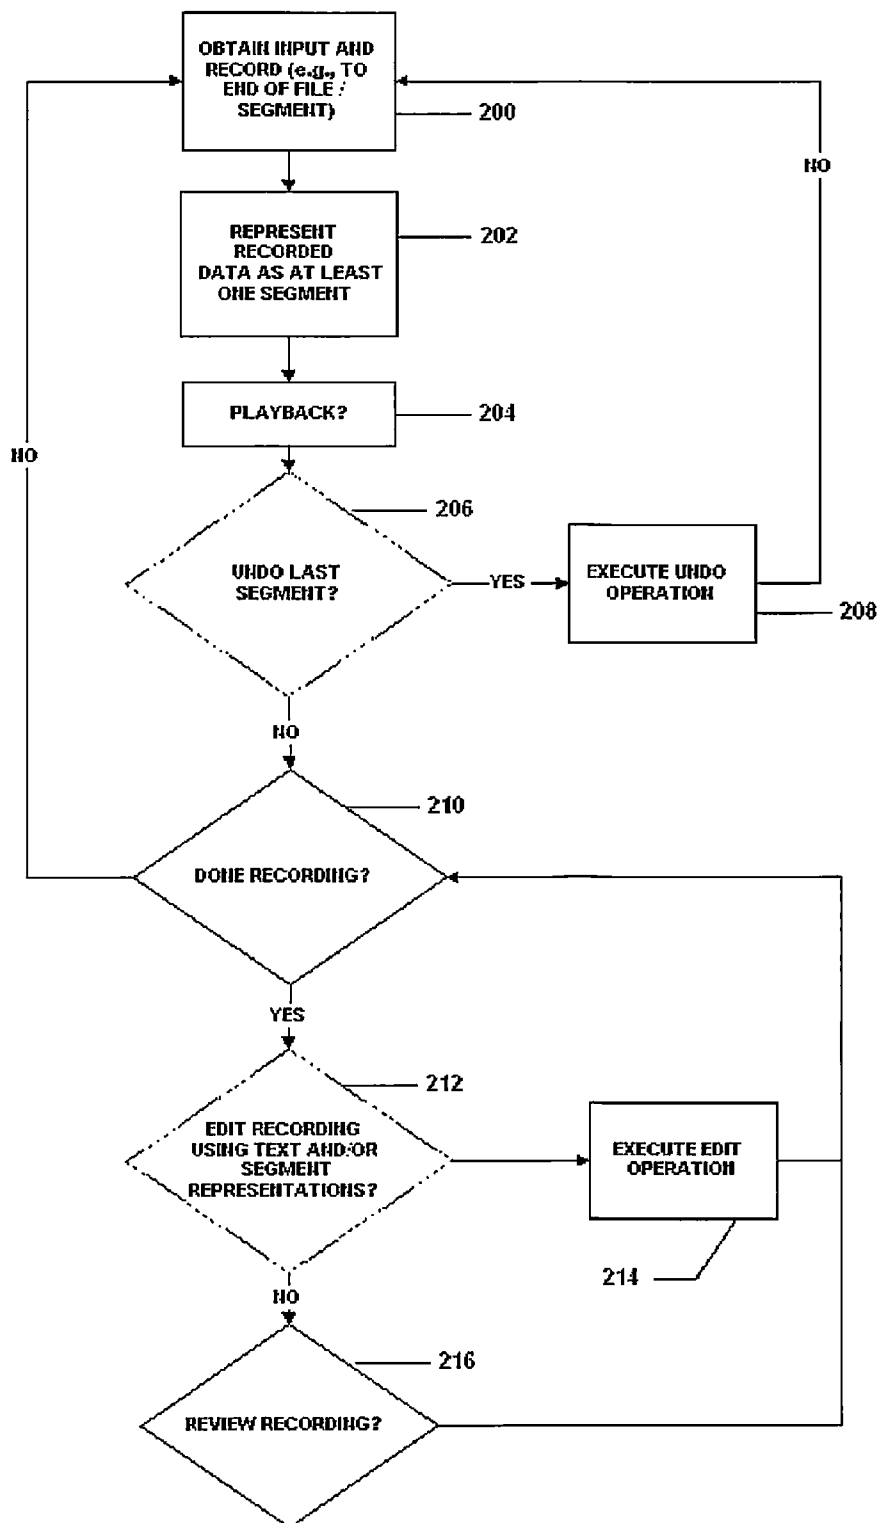 OBTAIN INPUT AND
RECORD (e.g., TO
END OF FILE /
SEGMENT)
200
NO
REPRESENT
RECORDED
DATA AS AT LEAST
ONE SEGMENT
202
PLAYBACK?
204
NO
206
UNDO LAST
SEGMENT?
YES
EXECUTE UNDO
OPERATION
208
NO
210
DONE RECORDING?
YES
212
EDIT RECORDING
USING TEXT AND/OR
SEGMENT
REPRESENTATIONS?
EXECUTE EDIT
OPERATION
214
NO
216
REVIEW RECORDING?